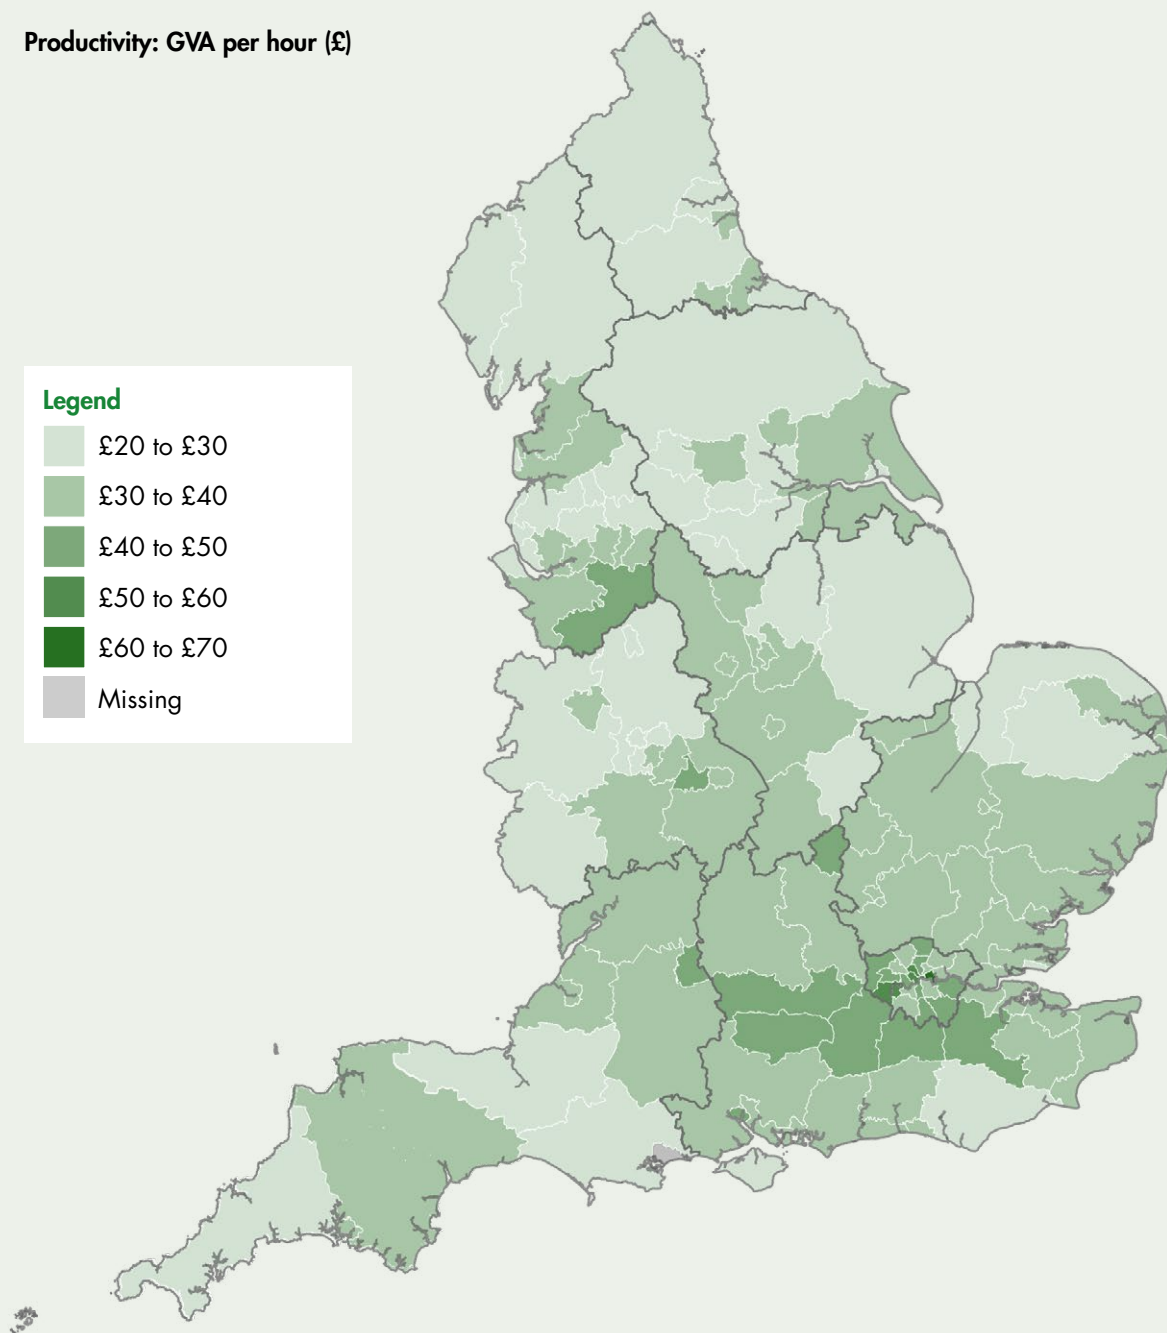 Productivity: GVA per hour (£)
Legend
£20 to £30
£30 to £40
£40 to £50
£50 to £60
£60 to £70
Missing